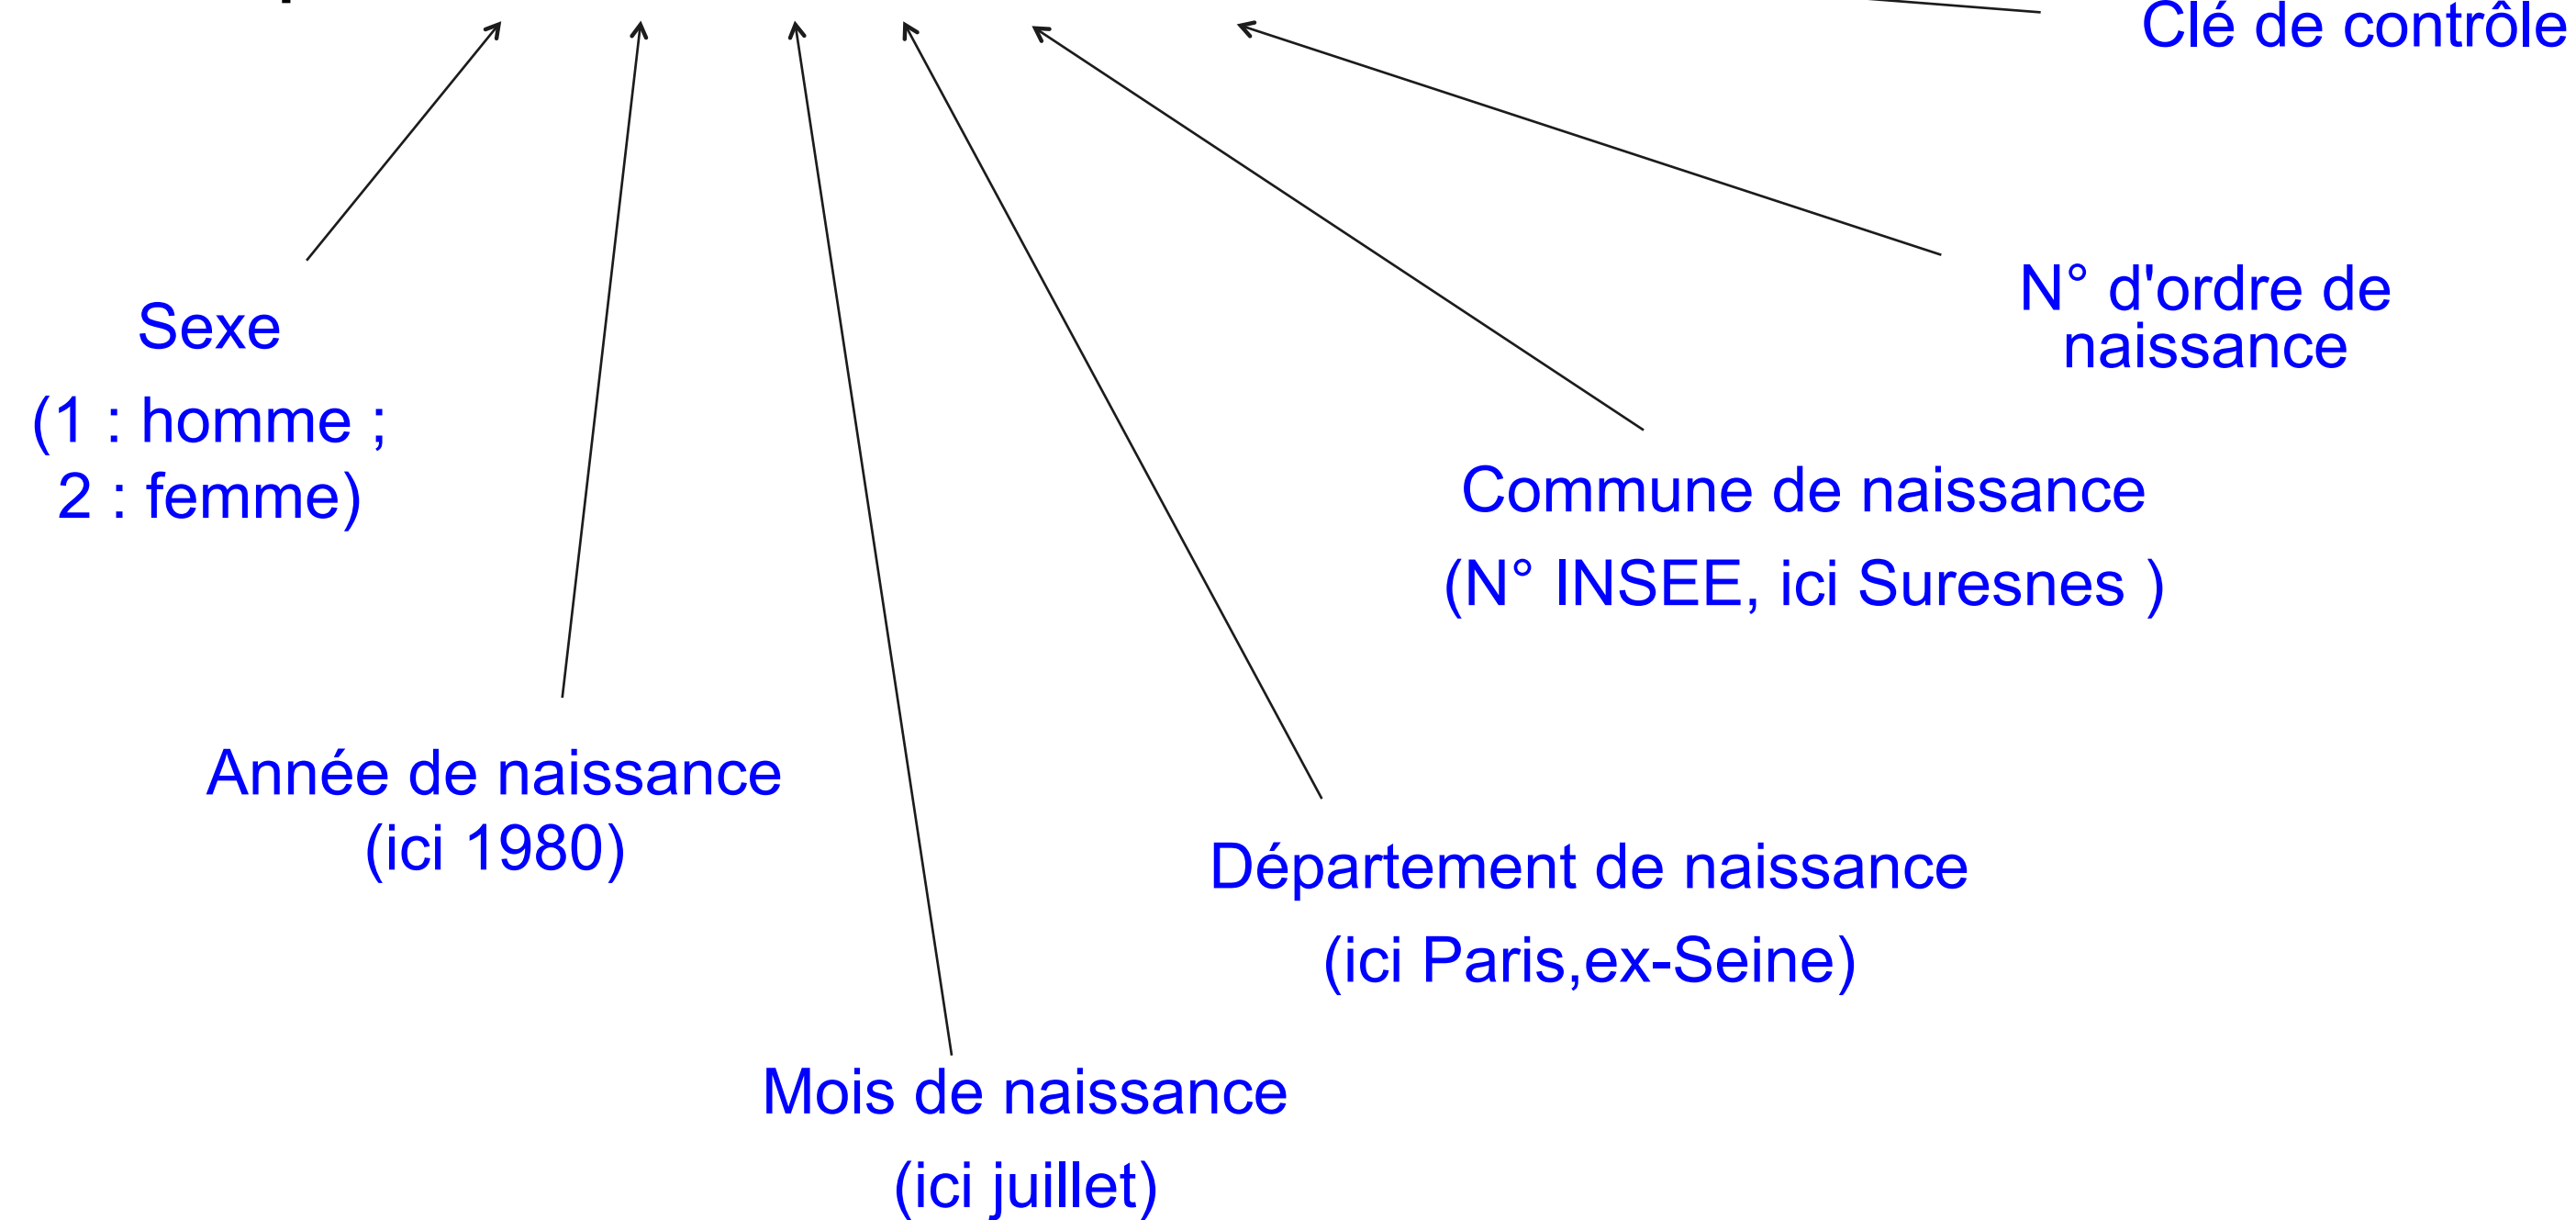 Clé de contrôle
N° d'ordre de
naissance
Sexe
(1 : homme ;
2 : femme)
Commune de naissance
(N° INSEE, ici Suresnes )
Année de naissance
(ici 1980)
Département de naissance
(ici Paris,ex-Seine)
Mois de naissance
(ici juillet)